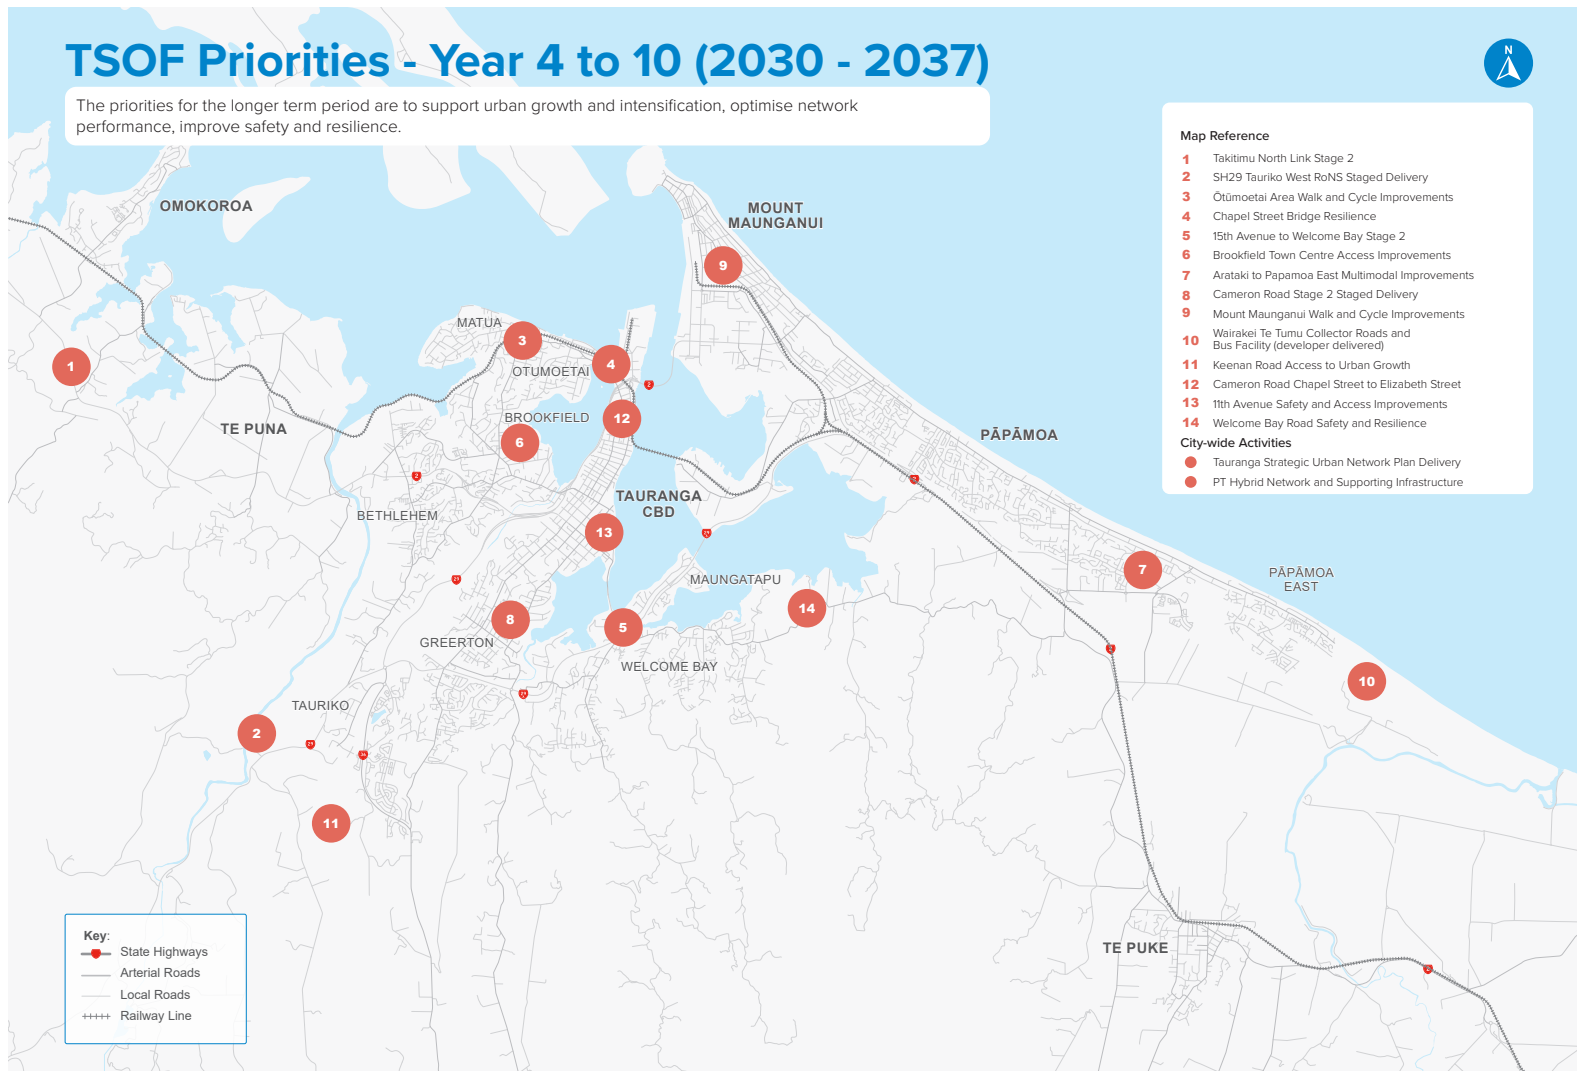 TSOF Priorities - Year 4 to 10 (2030 - 2037)
The priorities for the longer term period are to support urban growth and intensification, optimise network
performance, improve safety and resilience.
N
Map Reference
1 Takitimu North Link Stage 2
2 SH29 Tauriko West RoNS Staged Delivery
3 Ōtūmoetai Area Walk and Cycle Improvements
4 Chapel Street Bridge Resilience
5 15th Avenue to Welcome Bay Stage 2
6 Brookfield Town Centre Access Improvements
7 Arataki to Papamoa East Multimodal Improvements
8 Cameron Road Stage 2 Staged Delivery
9 Mount Maunganui Walk and Cycle Improvements
10 Wairakei Te Tumu Collector Roads and
Bus Facility (developer delivered)
11 Keenan Road Access to Urban Growth
12 Cameron Road Chapel Street to Elizabeth Street
13 11th Avenue Safety and Access Improvements
14 Welcome Bay Road Safety and Resilience
City-wide Activities
Tauranga Strategic Urban Network Plan Delivery
PT Hybrid Network and Supporting Infrastructure
OMOKOROA
MOUNT
MAUNGANUI
9
MATUA
3
4
OTUMOETAI
1
2
BROOKFIELD
12
TE PUNA
6
PĀPĀMOA
2
TAURANGA
CBD
BETHLEHEM
13
29
7
PĀPĀMOA
EAST
29
MAUNGATAPU
14
8
5
GREERTON
2
WELCOME BAY
10
29
TAURIKO
2
29
36
11
TE PUKE
2
Key:
State Highways
Arterial Roads
Local Roads
Railway Line